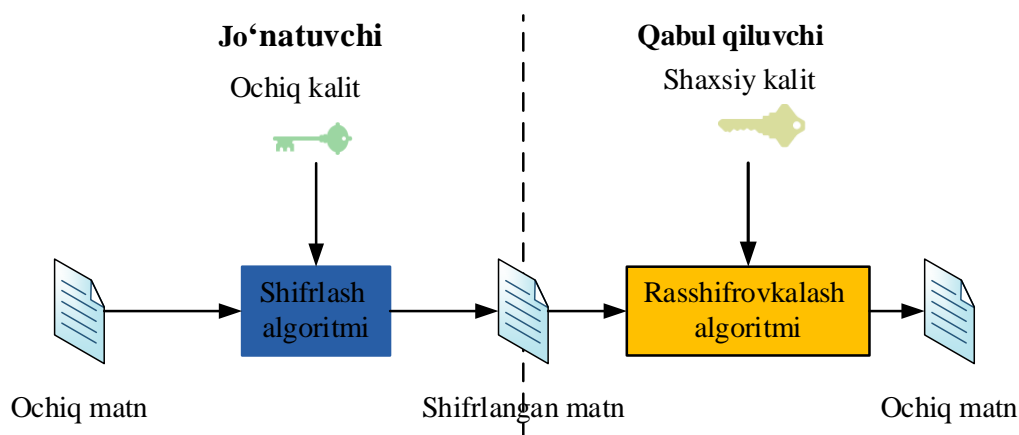 Jo‘natuvchi
Qabul qiluvchi
Ochiq kalit
Shaxsiy kalit
Shifrlash
algoritmi
Rasshifrovkalash
algoritmi
Ochiq matn
Shifrlangan matn
Ochiq matn